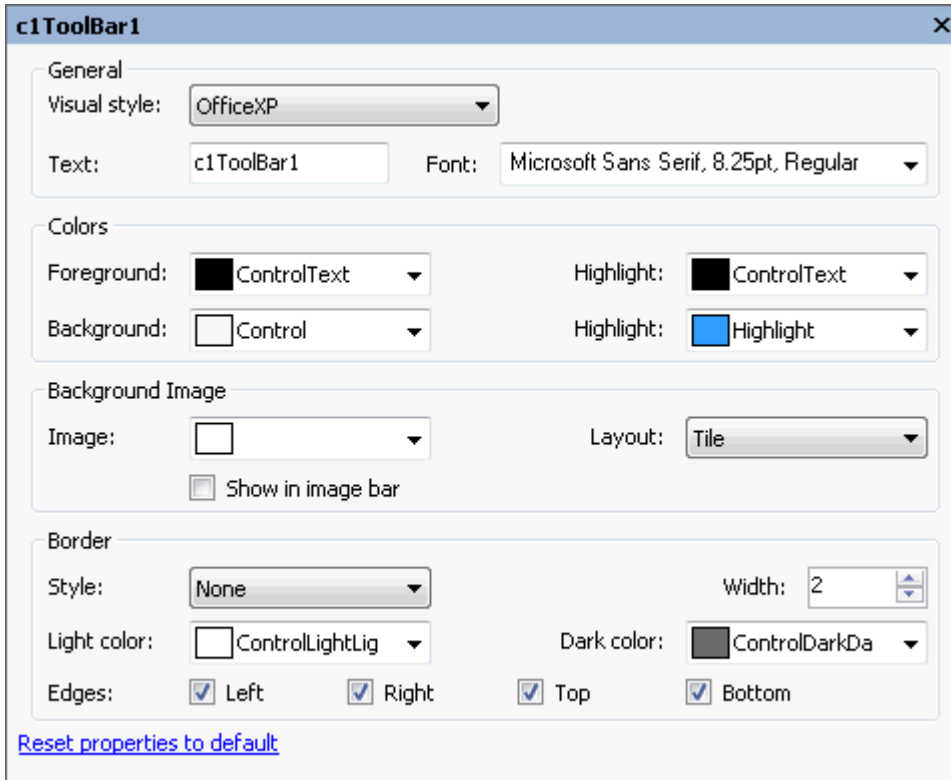 c1ToolBar1
General
Visual style: OfficeXP
Text: c1ToolBar1 Font: Microsoft Sans Serif, 8.25pt, Regular
Colors
Foreground: ControlText Highlight: ControlText
Background: Control Highlight: Highlight
Background Image
Image: Layout: Tile
Show in image bar
Border
Style: None Width: 2
Light color: ControlLightLig Dark color: ControlDarkDa
Edges: Left Right Top Bottom
Reset properties to default